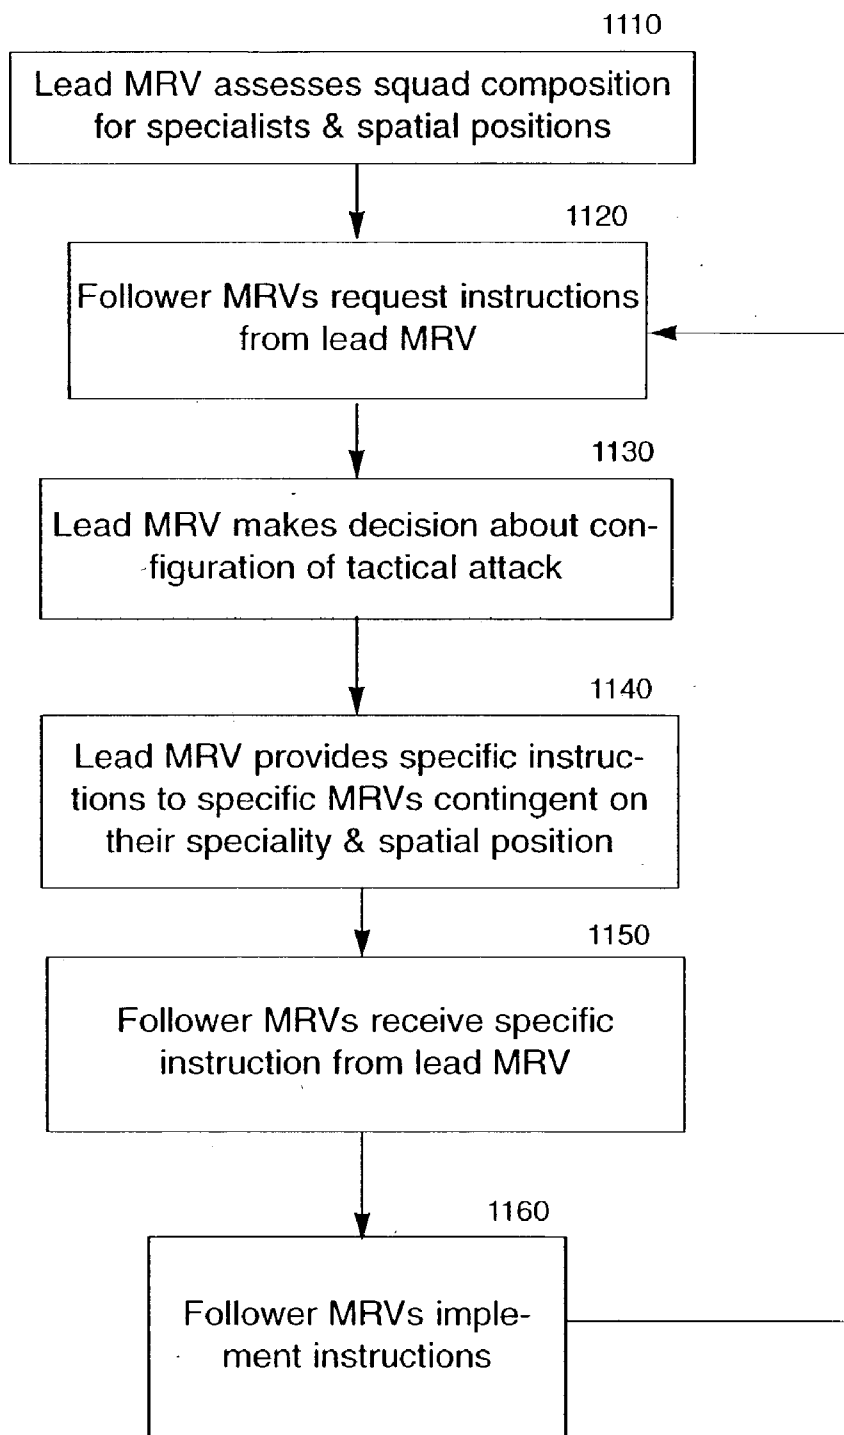 1110
Lead MRV assesses squad composition
for specialists & spatial positions
1120
Follower MRVs request instructions
from lead MRV
1130
Lead MRV makes decision about con-
figuration of tactical attack
1140
Lead MRV provides specific instruc-
tions to specific MRVs contingent on
their speciality & spatial position
1150
Follower MRVs receive specific
instruction from lead MRV
1160
Follower MRVs imple-
ment instructions